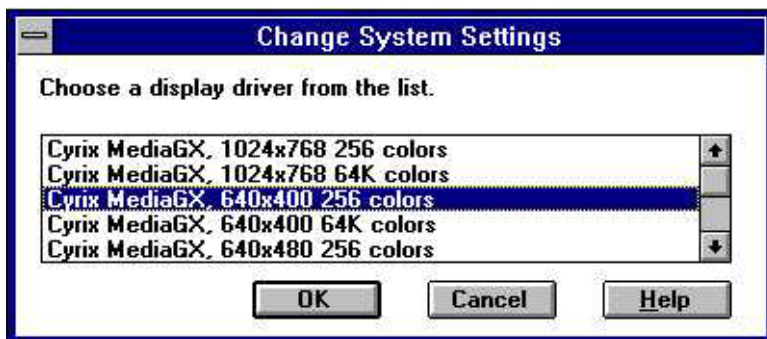 Change System Settings
Choose a display driver from the list.
Cyrix MediaGX, 1024x768 256 colors
Cyrix MediaGX, 1024x768 64K colors
Cyrix MediaGX, 640x400 256 colors
Cyrix MediaGX, 640x400 64K colors
Cyrix MediaGX, 640x480 256 colors
OK Cancel Help